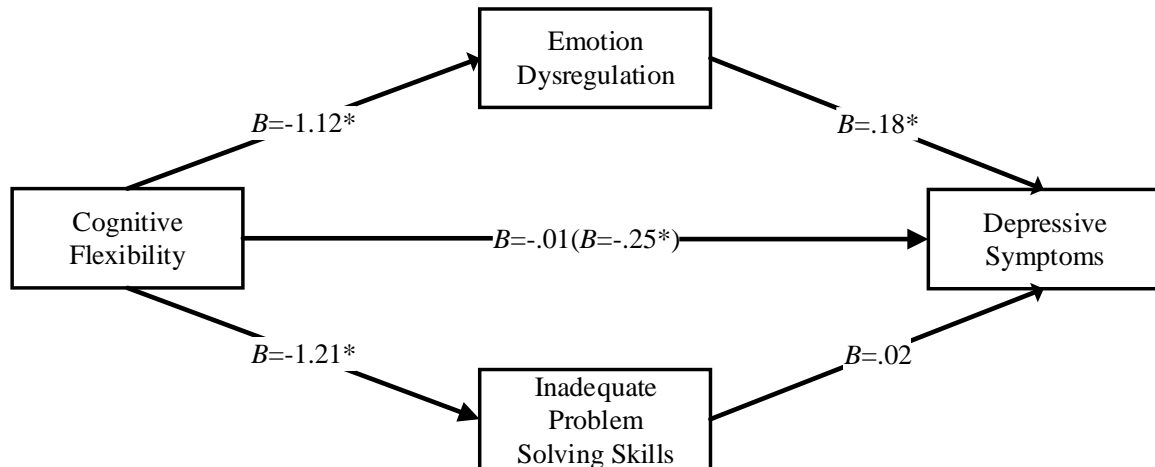 Emotion
Dysregulation
B=-1.12*
B=.18*
Cognitive
Flexibility
B=-.01(B=-.25*)
Depressive
Symptoms
B=-1.21*
B=.02
Inadequate
Problem
Solving Skills